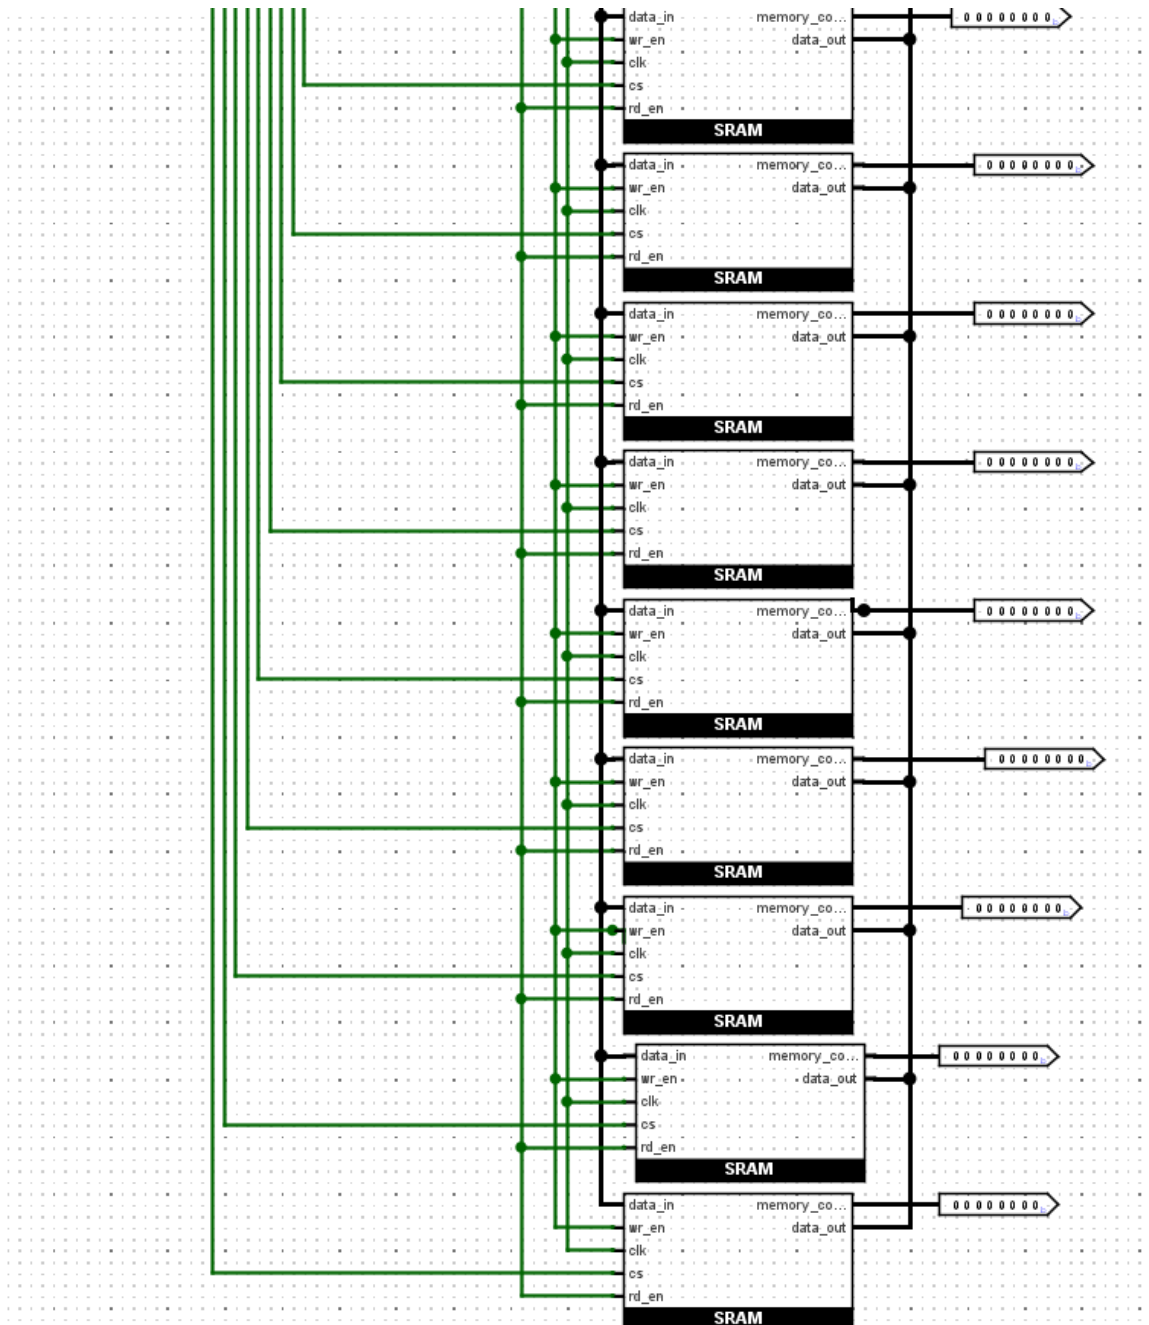 data_in memory_co... 00000000
wr_en data_out
clk
cs
rd_en
SRAM
data_in memory_co... 00000000
wr_en data_out
clk
cs
rd_en
SRAM
data_in memory_co... 00000000
wr_en data_out
clk
cs
rd_en
SRAM
data_in memory_co... 00000000
wr_en data_out
clk
cs
rd_en
SRAM
data_in memory_co... 00000000
wr_en data_out
clk
cs
rd_en
SRAM
data_in memory_co... 00000000
wr_en data_out
clk
cs
rd_en
SRAM
data_in memory_co... 00000000
wr_en data_out
clk
cs
rd_en
SRAM
data_in memory_co... 00000000
wr_en data_out
clk
cs
rd_en
SRAM
data_in memory_co... 00000000
wr_en data_out
clk
cs
rd_en
SRAM